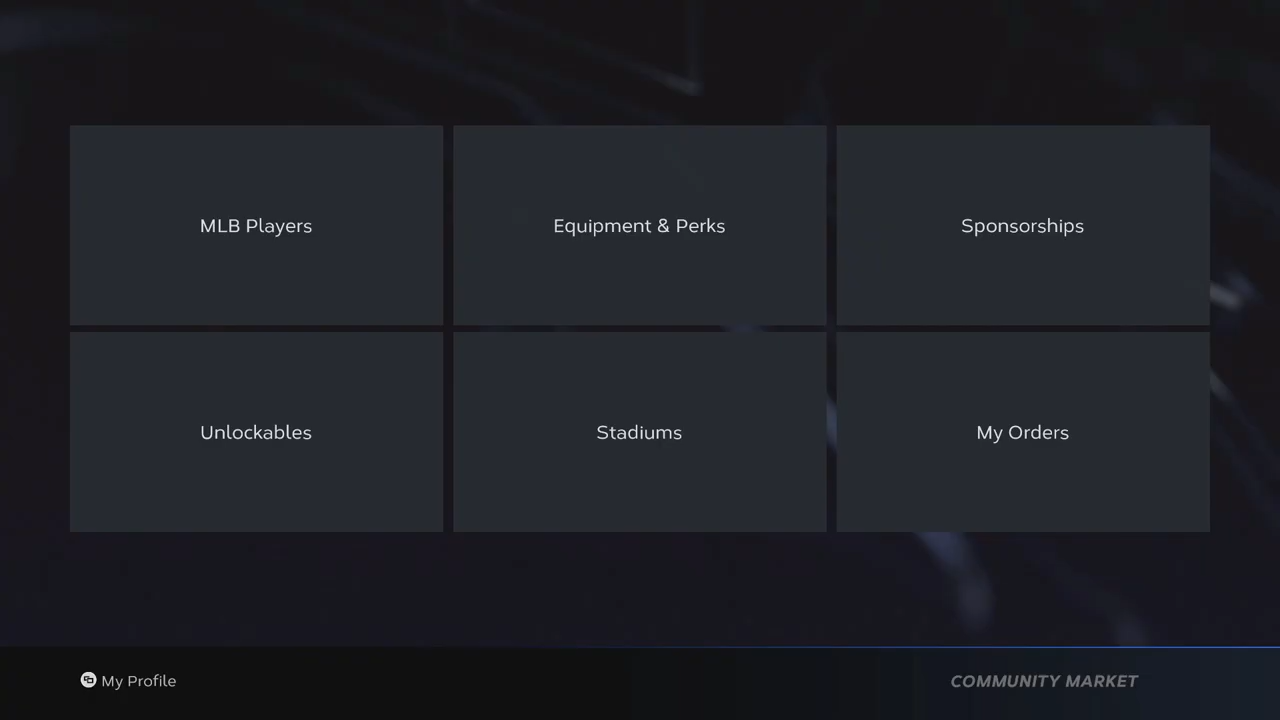 MLB Players
Equipment & Perks
Sponsorships
Unlockables
Stadiums
My Orders
My Profile
COMMUNITY MARKET